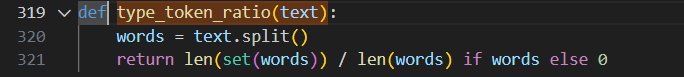 319 def type_token_ratio(text):
320     words = text.split()
321     return len(set(words)) / len(words) if words else 0